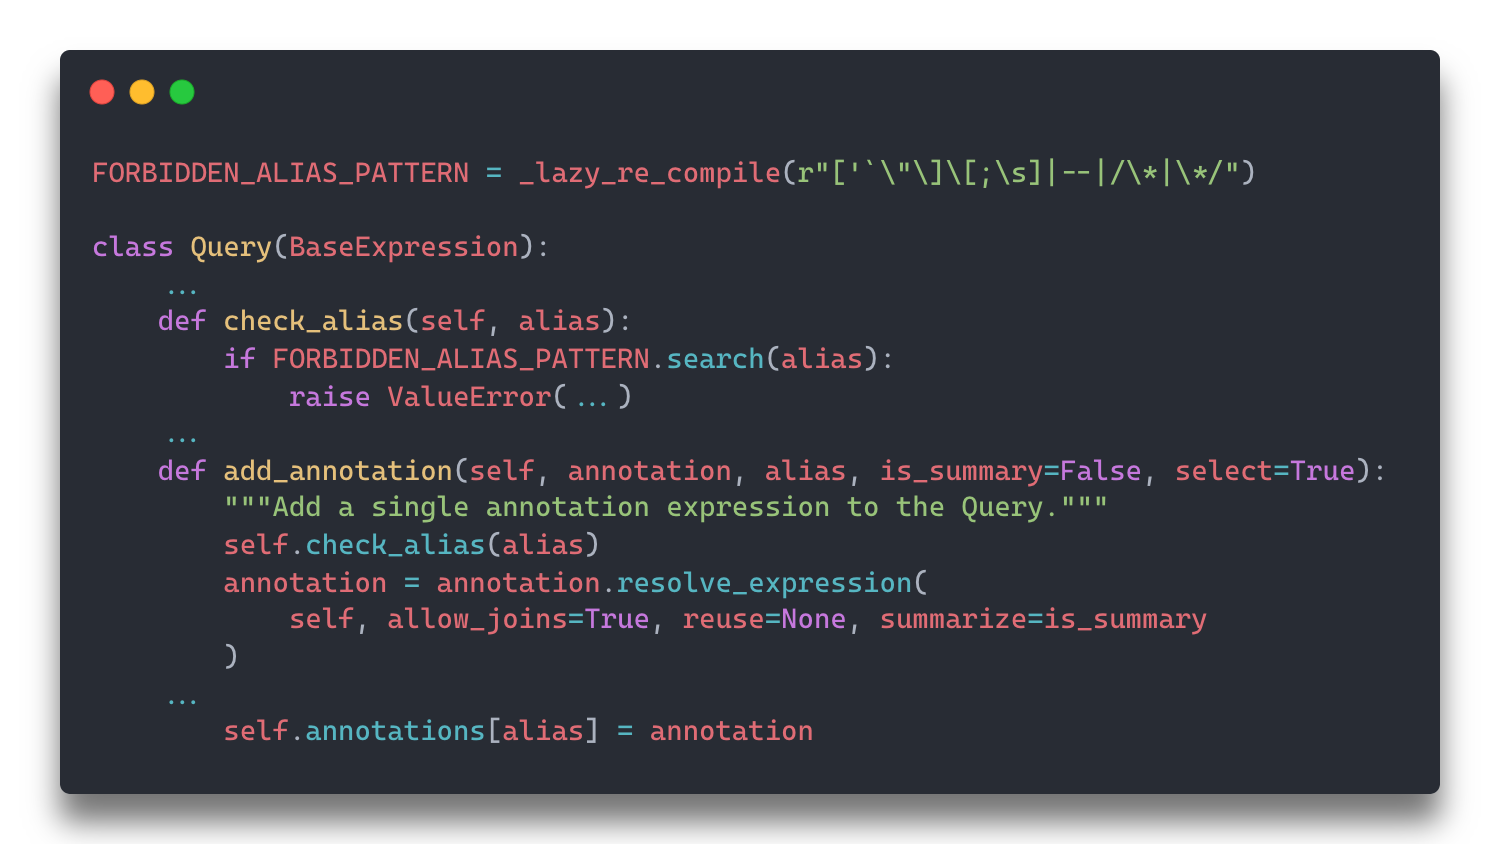 FORBIDDEN_ALIAS_PATTERN = _lazy_re_compile(r"['`\"\]\[;\s]|--|/\*|\*/")
class Query(BaseExpression):
...
def check_alias(self, alias):
if FORBIDDEN_ALIAS_PATTERN.search(alias):
raise ValueError(...)
...
def add_annotation(self, annotation, alias, is_summary=False, select=True):
"""Add a single annotation expression to the Query."""
self.check_alias(alias)
annotation = annotation.resolve_expression(
self, allow_joins=True, reuse=None, summarize=is_summary
)
...
self.annotations[alias] = annotation